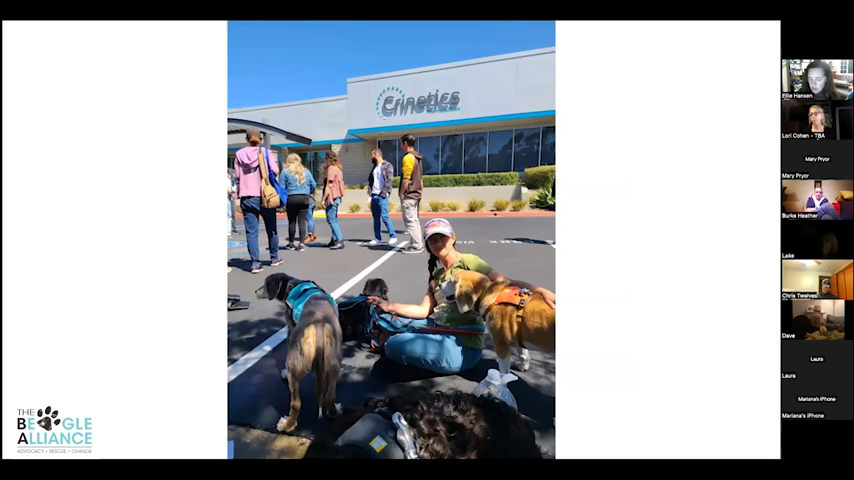 Crinetics
THE
BEAGLE
ALLIANCE
ADVOCACY • RESCUE • CHANGE
Ellie Hansen
Lori Cohen - TBA
Mary Pryor
Mary Pryor
Burke Heather
Lake
Chris Twelves
Dave
Laura
Laura
Mariana's iPhone
Mariana's iPhone